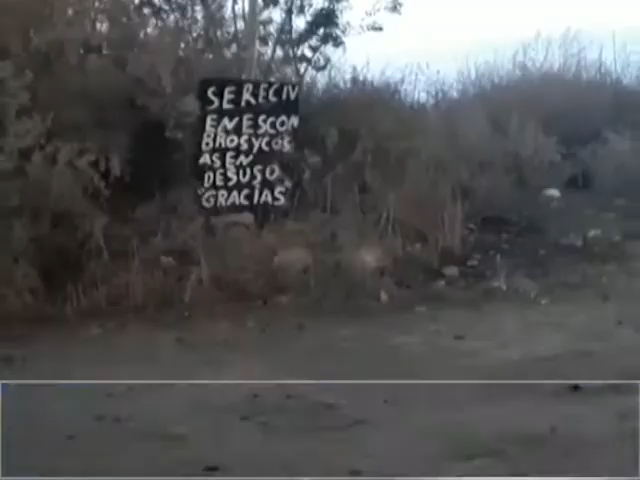 SERECIV
ENESCON
BROSYCOS
ASEN
DESUSO
GRACIAS